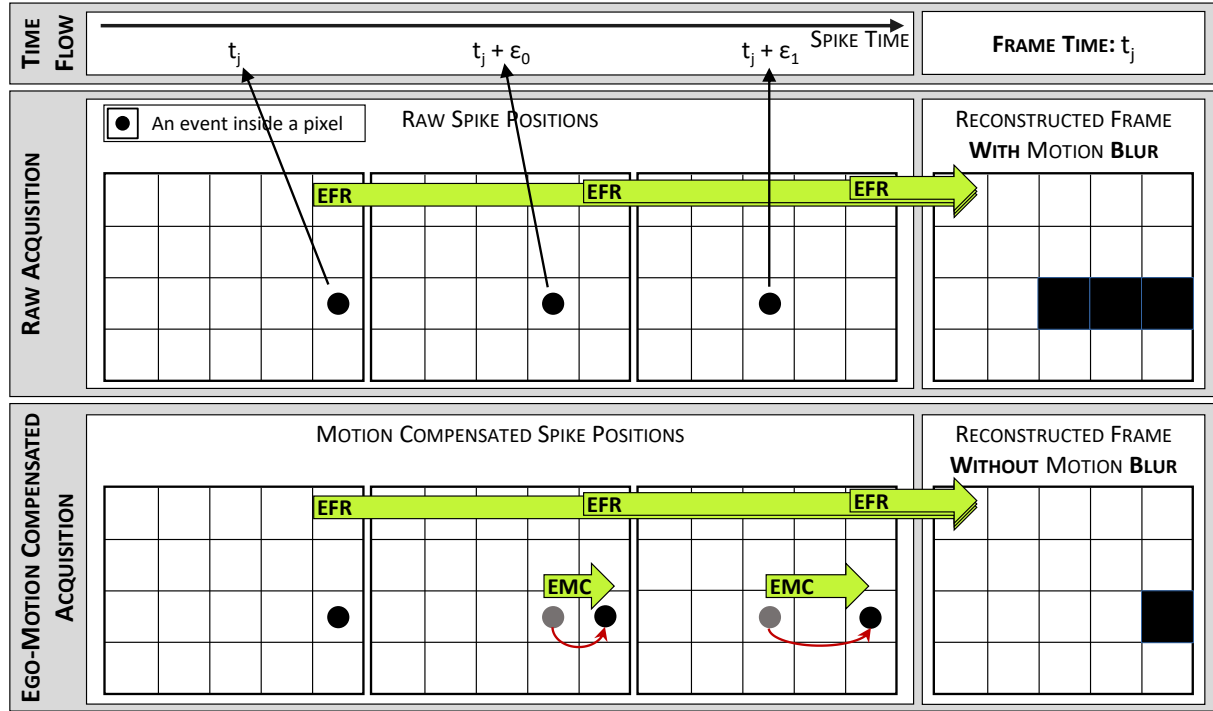 TIME
FLOW
SPIKE TIME
t_j
t_j + ε_0
t_j + ε_1
FRAME TIME: t_j
RAW ACQUISITION
An event inside a pixel
RAW SPIKE POSITIONS
RECONSTRUCTED FRAME
WITH MOTION BLUR
EFR
EFR
EFR
EGO-MOTION COMPENSATED
ACQUISITION
MOTION COMPENSATED SPIKE POSITIONS
RECONSTRUCTED FRAME
WITHOUT MOTION BLUR
EFR
EFR
EFR
EMC
EMC